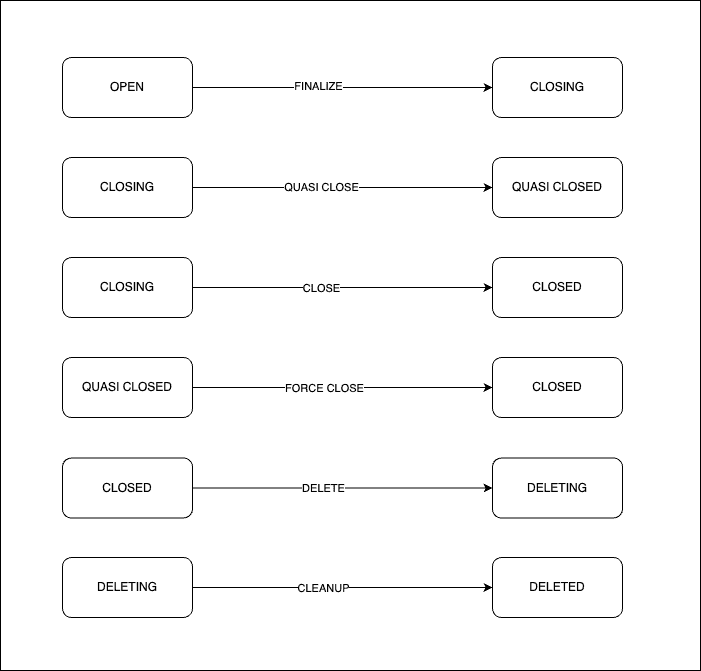 OPEN FINALIZE CLOSING
CLOSING QUASI CLOSE QUASI CLOSED
CLOSING CLOSE CLOSED
QUASI CLOSED FORCE CLOSE CLOSED
CLOSED DELETE DELETING
DELETING CLEANUP DELETED